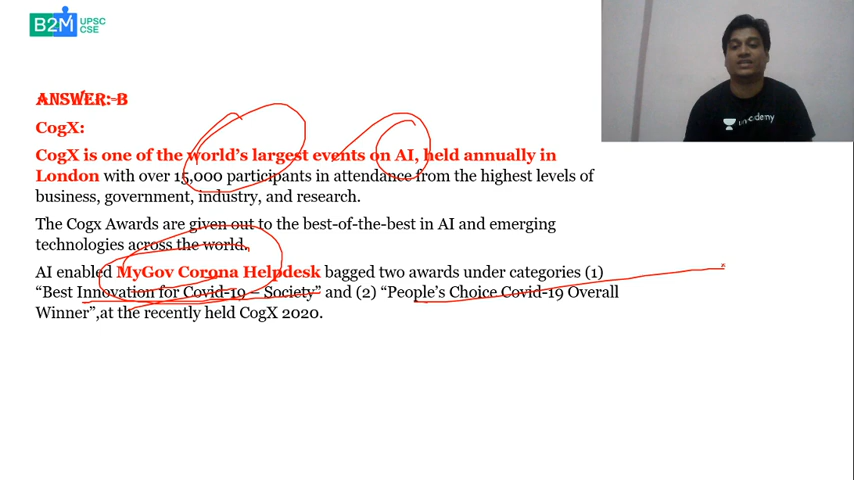 B2M UPSC
CSE
ANSWER:-B
CogX:
CogX is one of the world's largest events on AI, held annually in
London with over 15,000 participants in attendance from the highest levels of
business, government, industry, and research.
The Cogx Awards are given out to the best-of-the-best in AI and emerging
technologies across the world.
AI enabled MyGov Corona Helpdesk bagged two awards under categories (1)
“Best Innovation for Covid-19 – Society” and (2) “People's Choice Covid-19 Overall
Winner”,at the recently held CogX 2020.
unacademy